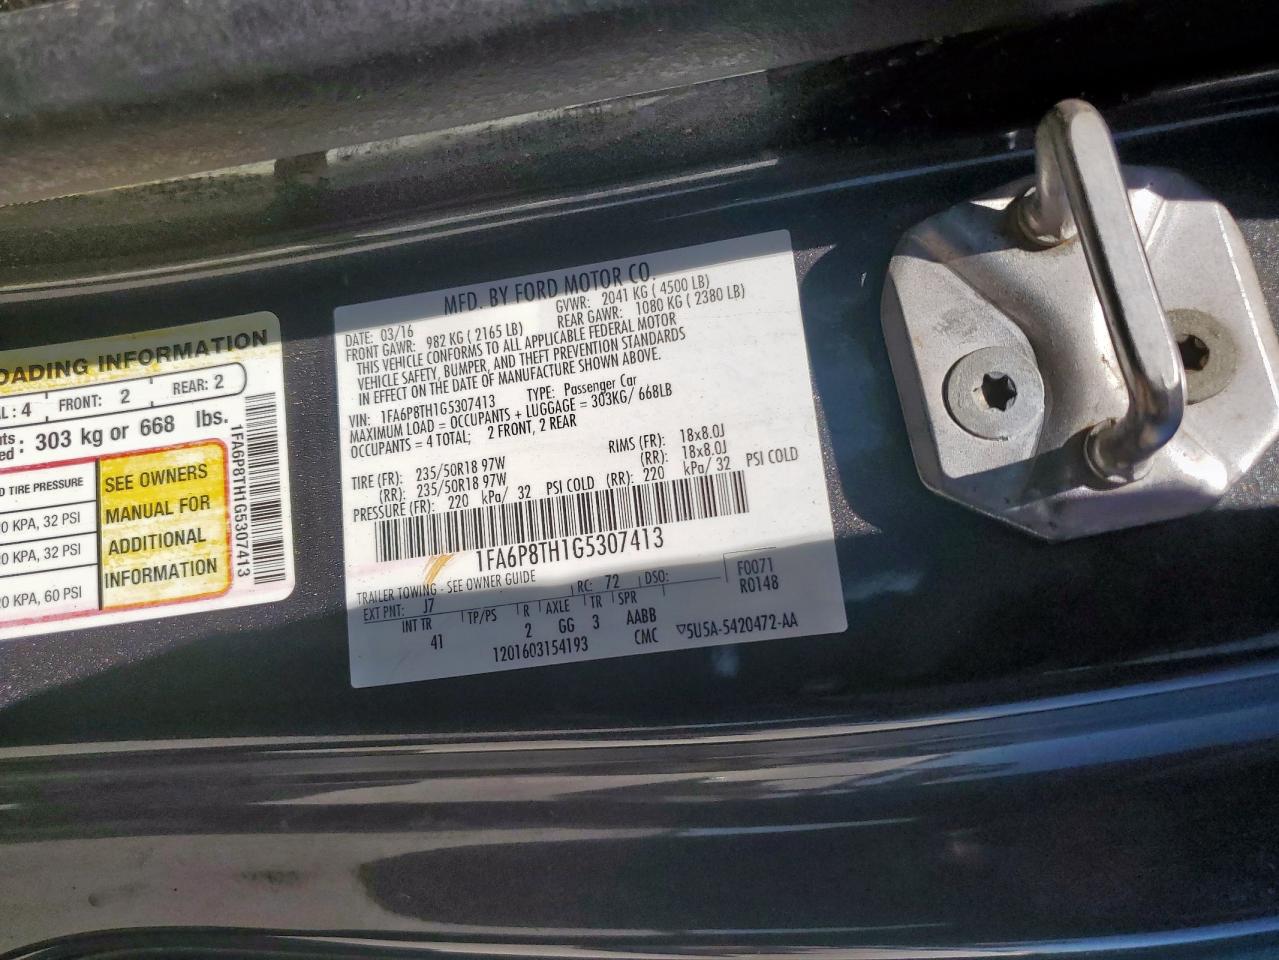 OADING INFORMATION
L : 4 FRONT: 2 REAR: 2
303 kg or 668 lbs.
TIRE PRESSURE
KPA, 32 PSI
KPA, 32 PSI
KPA, 60 PSI
SEE OWNERS
MANUAL FOR
ADDITIONAL
INFORMATION
1FA6P8TH1G5307413
MFD. BY FORD MOTOR CO.
DATE: 03/16 GVWR: 2041 KG ( 4500 LB)
FRONT GAWR: 982 KG ( 2165 LB) REAR GAWR: 1080 KG ( 2380 LB)
THIS VEHICLE CONFORMS TO ALL APPLICABLE FEDERAL MOTOR
VEHICLE SAFETY, BUMPER, AND THEFT PREVENTION STANDARDS
IN EFFECT ON THE DATE OF MANUFACTURE SHOWN ABOVE.
VIN: 1FA6P8TH1G5307413 TYPE: Passenger Car
MAXIMUM LOAD = OCCUPANTS + LUGGAGE = 303KG/ 668LB
OCCUPANTS = 4 TOTAL; 2 FRONT, 2 REAR
TIRE (FR): 235/50R18 97W RIMS (FR): 18x8.0J
(RR): 235/50R18 97W (RR): 18x8.0J
PRESSURE (FR): 220 kPa/ 32 PSI COLD (RR): 220 kPa/ 32 PSI COLD
1FA6P8TH1G5307413
TRAILER TOWING - SEE OWNER GUIDE
EXT PNT: J7 RC: 72 DSO: F0071
R0148
INT TR TP/PS R AXLE TR SPR
41 2 GG 3 AABB
1201603154193 CMC ▽5U5A-5420472-AA